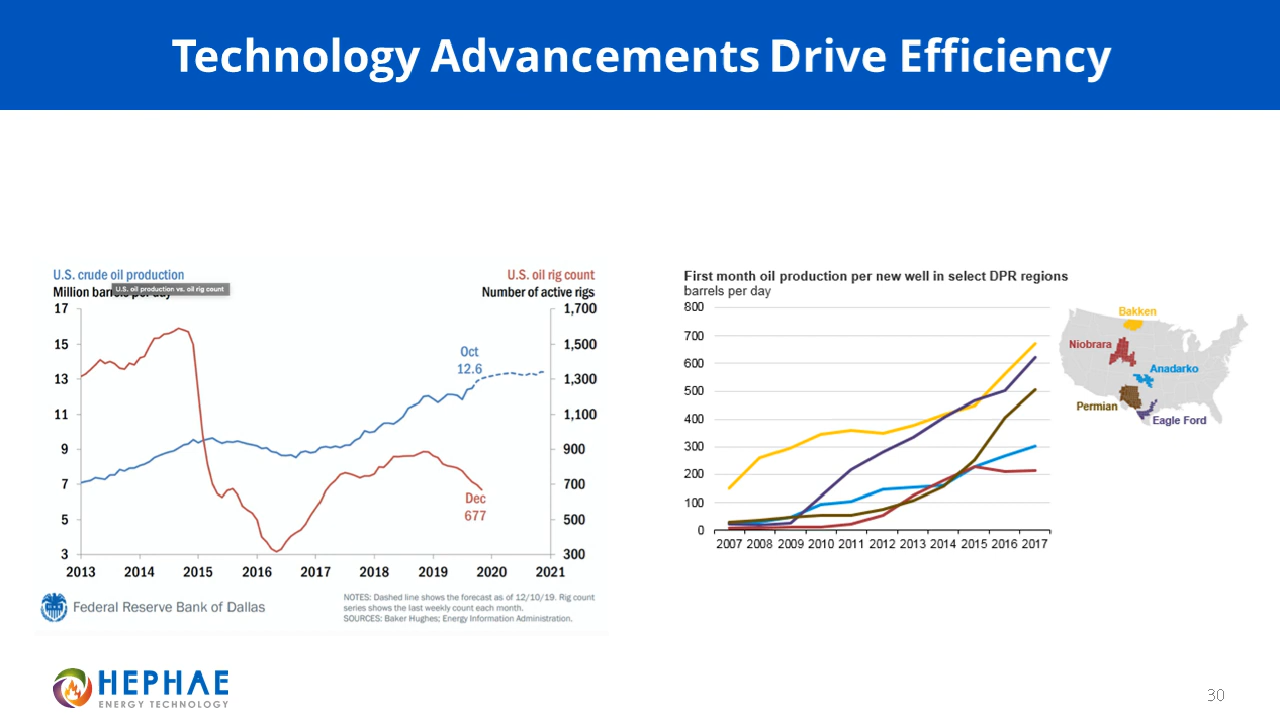 Technology Advancements Drive Efficiency
U.S. crude oil production
U.S. oil rig count
U.S. oil production vs. oil rig count
Million barrels per day
Number of active rigs
17
15
13
11
9
7
5
3
1,700
1,500
1,300
1,100
900
700
500
300
Oct
12.6
Dec
677
2013 2014 2015 2016 2017 2018 2019 2020 2021
Federal Reserve Bank of Dallas
NOTES: Dashed line shows the forecast as of 12/10/19. Rig count
series shows the last weekly count each month.
SOURCES: Baker Hughes; Energy Information Administration.
First month oil production per new well in select DPR regions
barrels per day
800
700
600
500
400
300
200
100
0
2007 2008 2009 2010 2011 2012 2013 2014 2015 2016 2017
Bakken
Niobrara
Anadarko
Permian
Eagle Ford
HEPHAE
ENERGY TECHNOLOGY
30